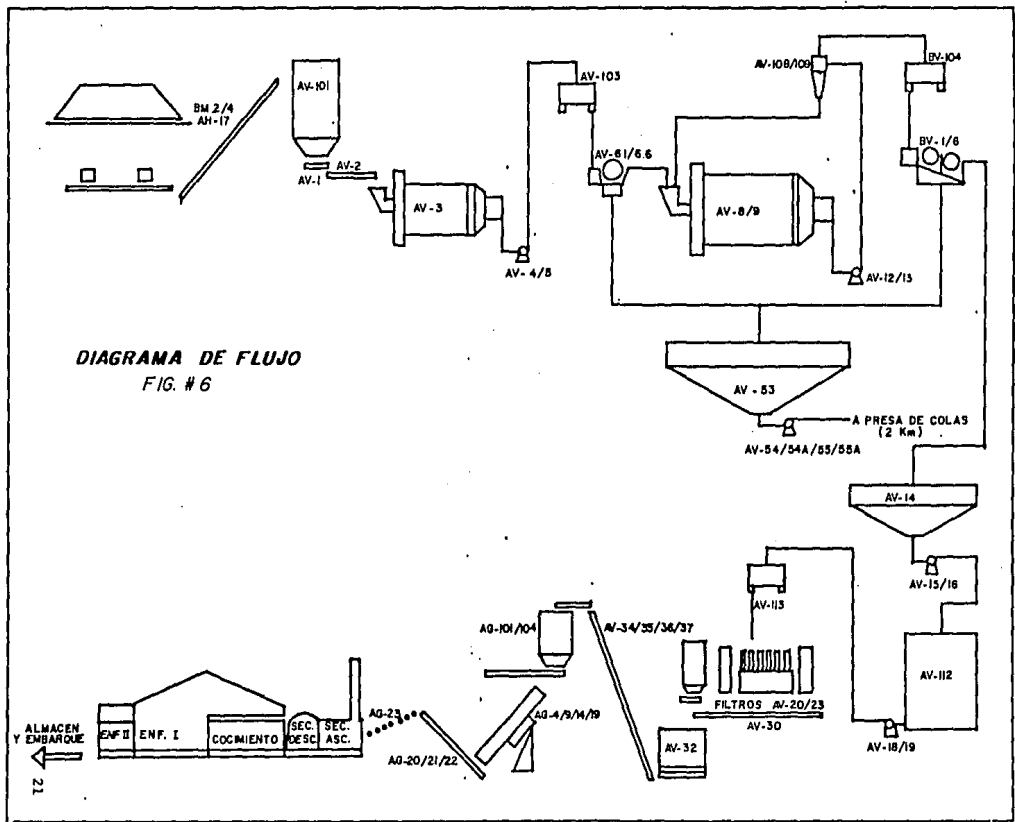 BM 2/4
AH-17
AV-101
AV-1
AV-2
AV-3
AV-4/5
AV-103
AV-61/6.6
AV-8/9
AV-108/109
AV-12/13
BV-104
BV-1/6
DIAGRAMA DE FLUJO
FIG. #6
AV-53
A PRESA DE COLAS
(2 Km)
AV-54/54A/55/55A
AV-14
AV-15/16
AV-112
AV-18/19
AV-113
FILTROS AV-20/23
AV-30
AV-32
AV-34/35/36/37
AG-101/104
AG-4/9/14/19
AG-20/21/22
AG-23
SEC. ASC.
SEC. DESC.
COCIMIENTO
ENF. I
ENF II
ALMACEN
Y EMBARQUE
21